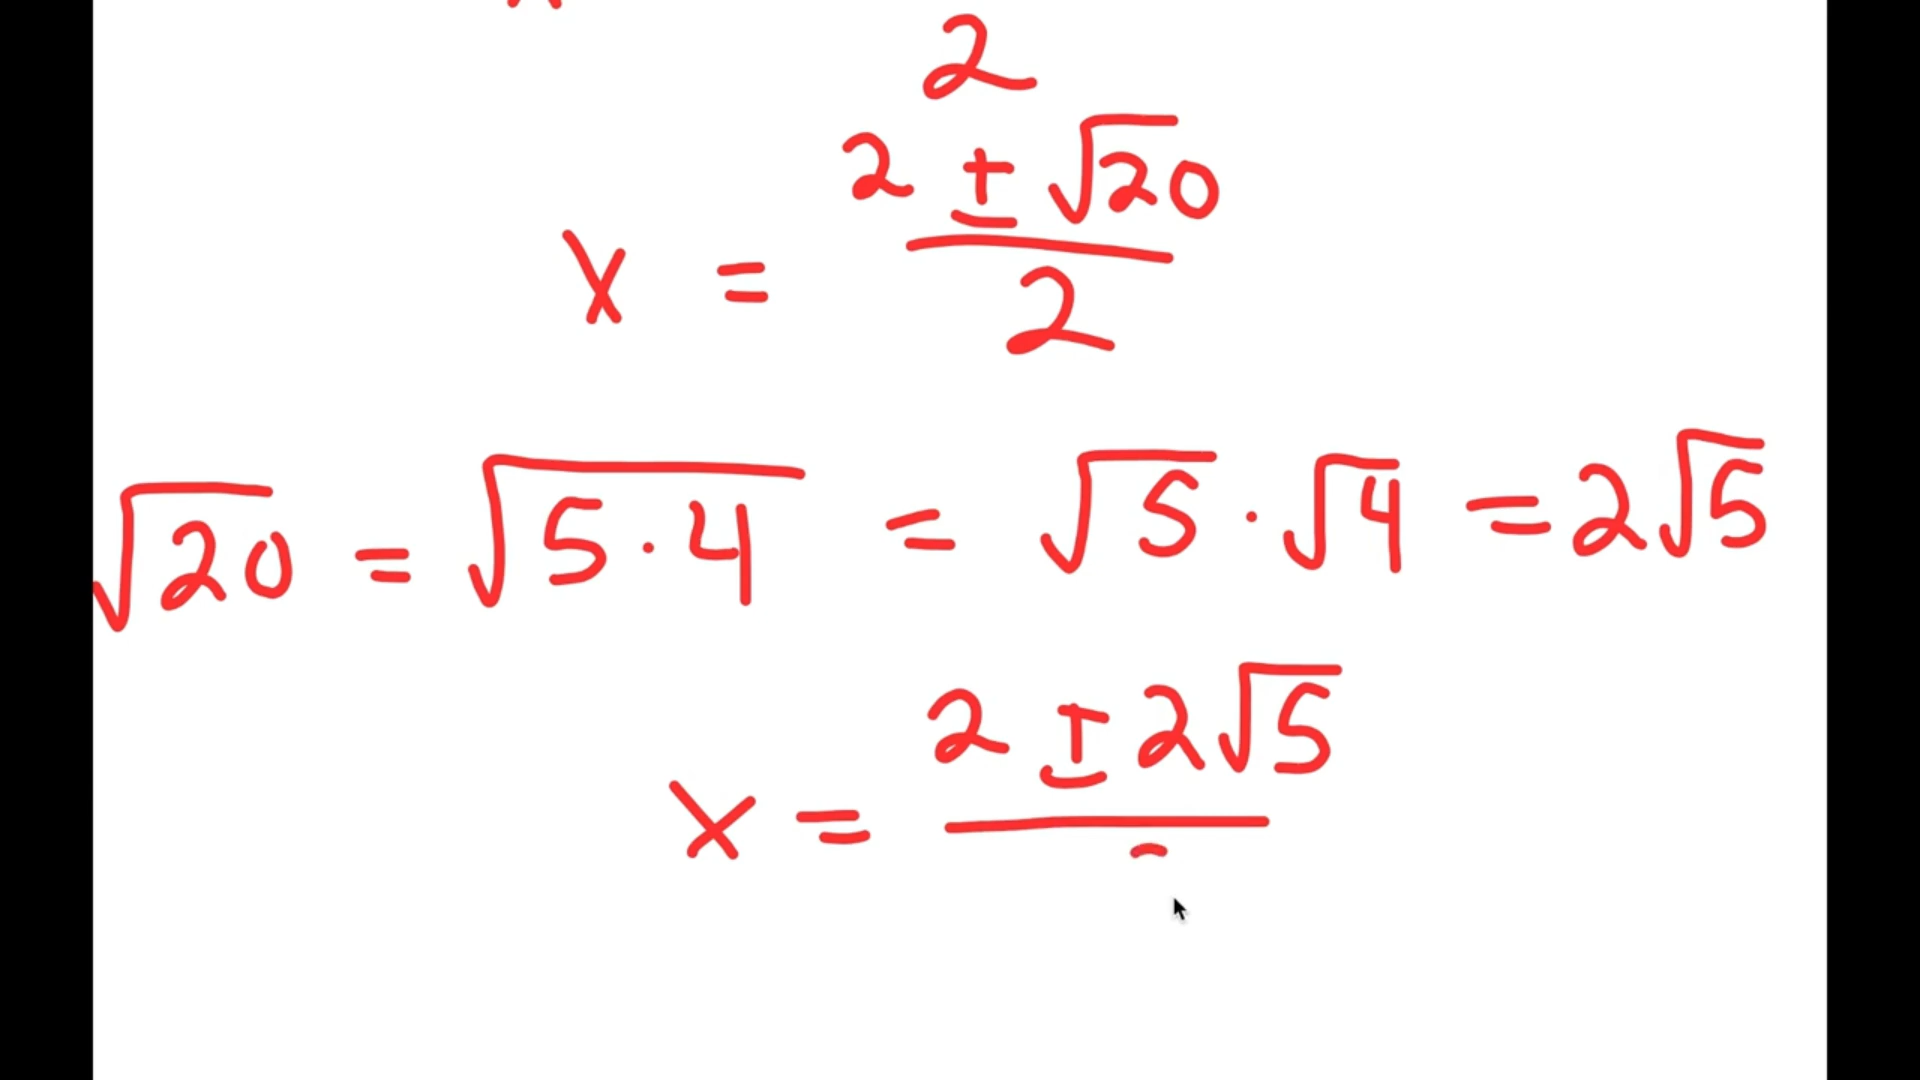 2
x = (2 ± √20) / 2
√20 = √5·4 = √5 · √4 = 2√5
x = 2 ± 2√5